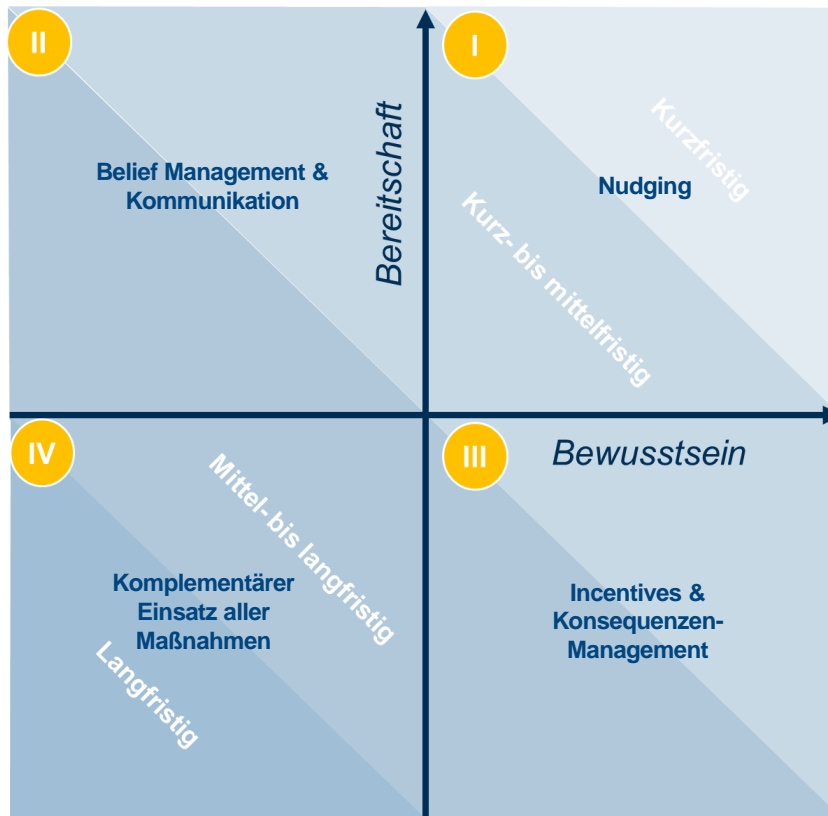 II
I
Bereitschaft
Kurzfristig
Belief Management &
Kommunikation
Nudging
Kurz- bis mittelfristig
IV
III
Bewusstsein
Mittel- bis langfristig
Komplementärer
Einsatz aller
Maßnahmen
Incentives &
Konsequenzen-
Management
Langfristig